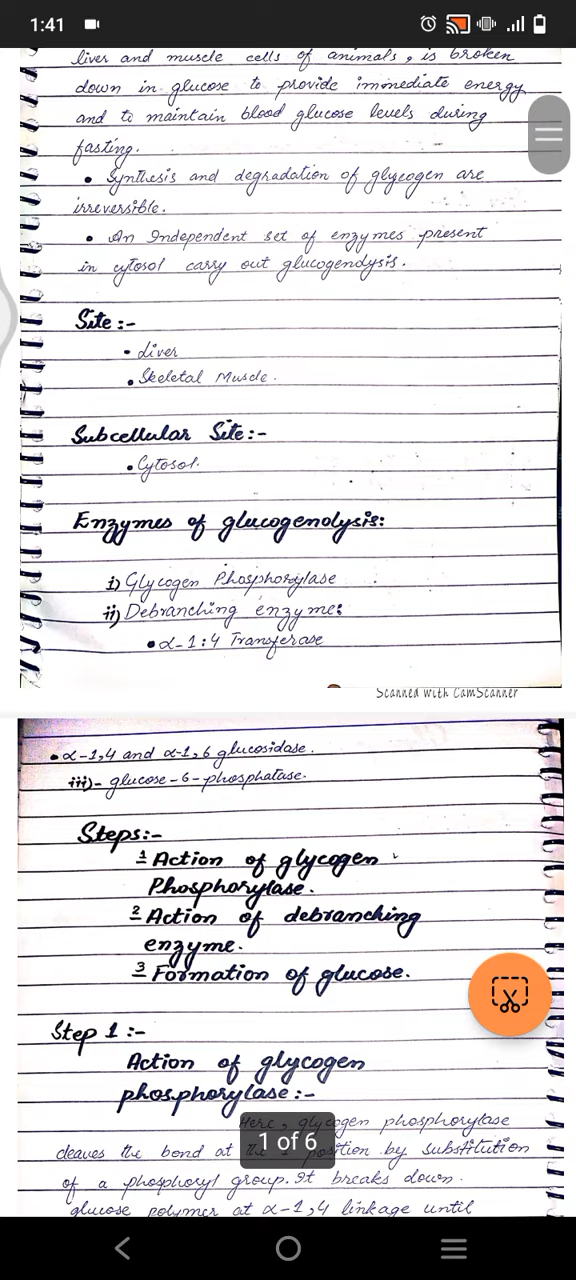 1:41
liver and muscle cells of animals, is broken
down in glucose to provide immediate energy
and to maintain blood glucose levels during
fasting.
• Synthesis and degradation of glycogen are
irreversible.
• An Independent set of enzymes present
in cytosol carry out glucogendysis.
Site :-
• Liver
• Skeletal Muscle.
Subcellular Site:-
• Cytosol.
Enzymes of glucogenolysis:
i) Glycogen Phosphorylase
ii) Debranching enzyme:
• α-1:4 Transferase
Scanned with CamScanner
• α-1,4 and α-1,6 glucosidase.
iii)- glucose-6-phosphatase.
Steps:-
1 Action of glycogen
Phosphorylase.
2 Action of debranching
enzyme.
3 Formation of glucose.
Step 1 :-
Action of glycogen
phosphorylase:-
Here, glycogen phosphorylase
1 of 6
cleaves the bond at the position by substitution
of a phosphoryl group. It breaks down
glucose polymer at α-1,4 linkage until